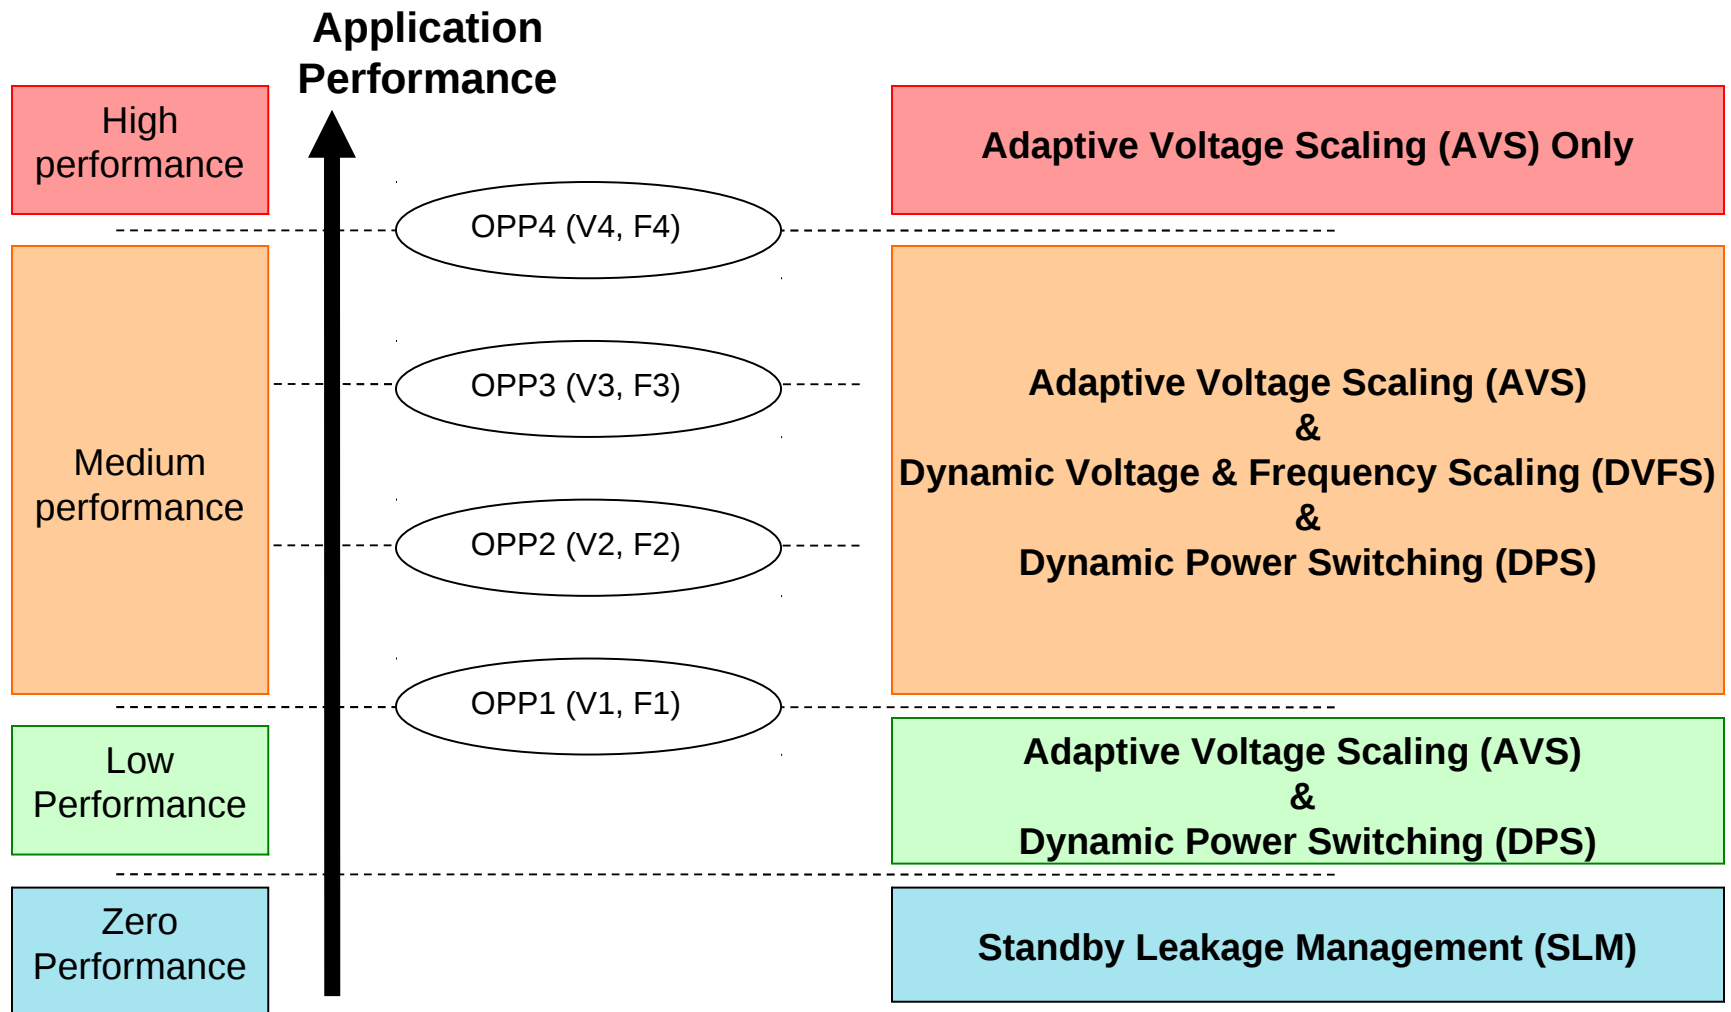 Application
Performance
High
performance
Adaptive Voltage Scaling (AVS) Only
OPP4 (V4, F4)
OPP3 (V3, F3)
Medium
performance
OPP2 (V2, F2)
Adaptive Voltage Scaling (AVS)
&
Dynamic Voltage & Frequency Scaling (DVFS)
&
Dynamic Power Switching (DPS)
OPP1 (V1, F1)
Low
Performance
Adaptive Voltage Scaling (AVS)
&
Dynamic Power Switching (DPS)
Zero
Performance
Standby Leakage Management (SLM)